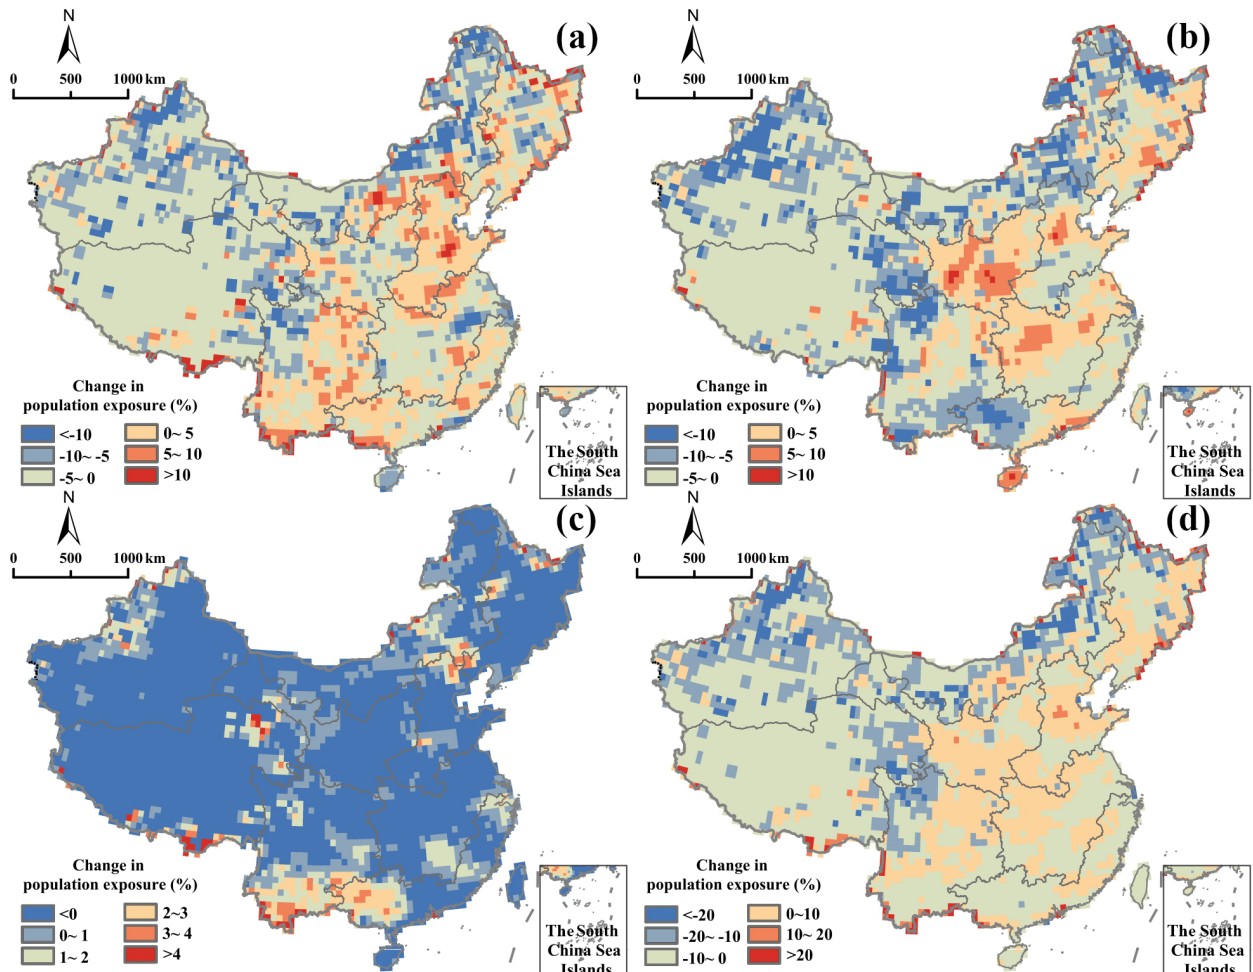 N
(a)
0 500 1000 km
Change in
population exposure (%)
<-10 0~ 5
-10~ -5 5~ 10
-5~ 0 >10
The South
China Sea
Islands
N
(b)
0 500 1000 km
Change in
population exposure (%)
<-10 0~ 5
-10~ -5 5~ 10
-5~ 0 >10
The South
China Sea
Islands
N
(c)
0 500 1000 km
Change in
population exposure (%)
<0 2~3
0~ 1 3~ 4
1~ 2 >4
The South
China Sea
Islands
N
(d)
0 500 1000 km
Change in
population exposure (%)
<-20 0~10
-20~ -10 10~ 20
-10~ 0 >20
The South
China Sea
Islands